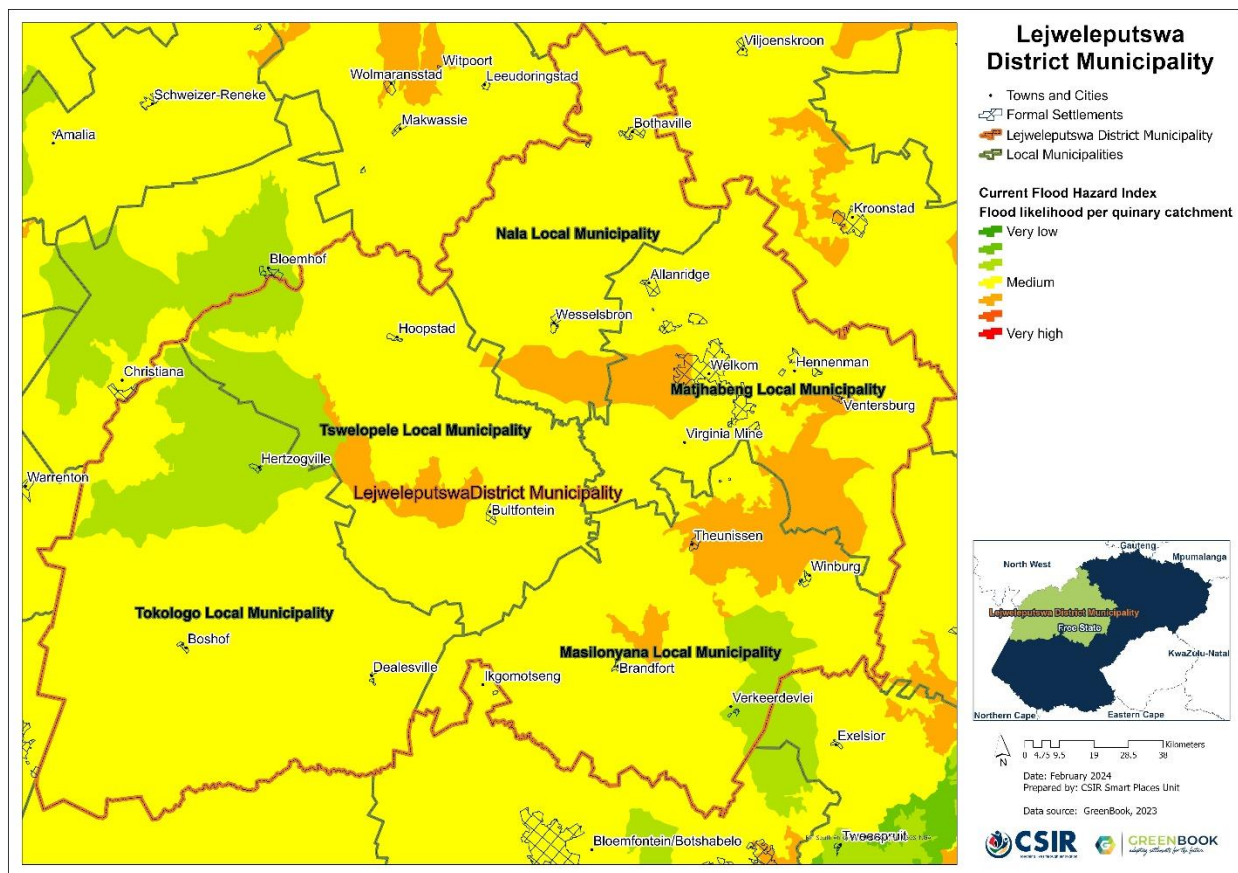 Lejweleputswa
District Municipality
Towns and Cities
Formal Settlements
Lejweleputswa District Municipality
Local Municipalities
Current Flood Hazard Index
Flood likelihood per quinary catchment
Very low
Medium
Very high
Viljoenskroon
Witpoort
Wolmaransstad
Leeudoringstad
Schweizer-Reneke
Makwassie
Bothaville
Amalia
Kroonstad
Nala Local Municipality
Bloemhof
Allanridge
Wesselsbron
Hoopstad
Christiana
Welkom
Hennenman
Matjhabeng Local Municipality
Ventersburg
Tswelopele Local Municipality
Virginia Mine
Hertzogville
Warrenton
LejweleputswaDistrict Municipality
Bultfontein
Theunissen
Winburg
Tokologo Local Municipality
Boshof
Masilonyana Local Municipality
Brandfort
Dealesville
Ikgomotseng
Verkeerdevlei
Exelsior
Bloemfontein/Botshabelo
Tweespruit
Gauteng
North West
Mpumalanga
Lejweleputswa District Municipality
Free State
KwaZulu-Natal
Northern Cape
Eastern Cape
N
Kilometers
0 4.75 9.5 19 28.5 38
Date: February 2024
Prepared by: CSIR Smart Places Unit
Data source: GreenBook, 2023
CSIR
GREENBOOK
adapting settlements for the future